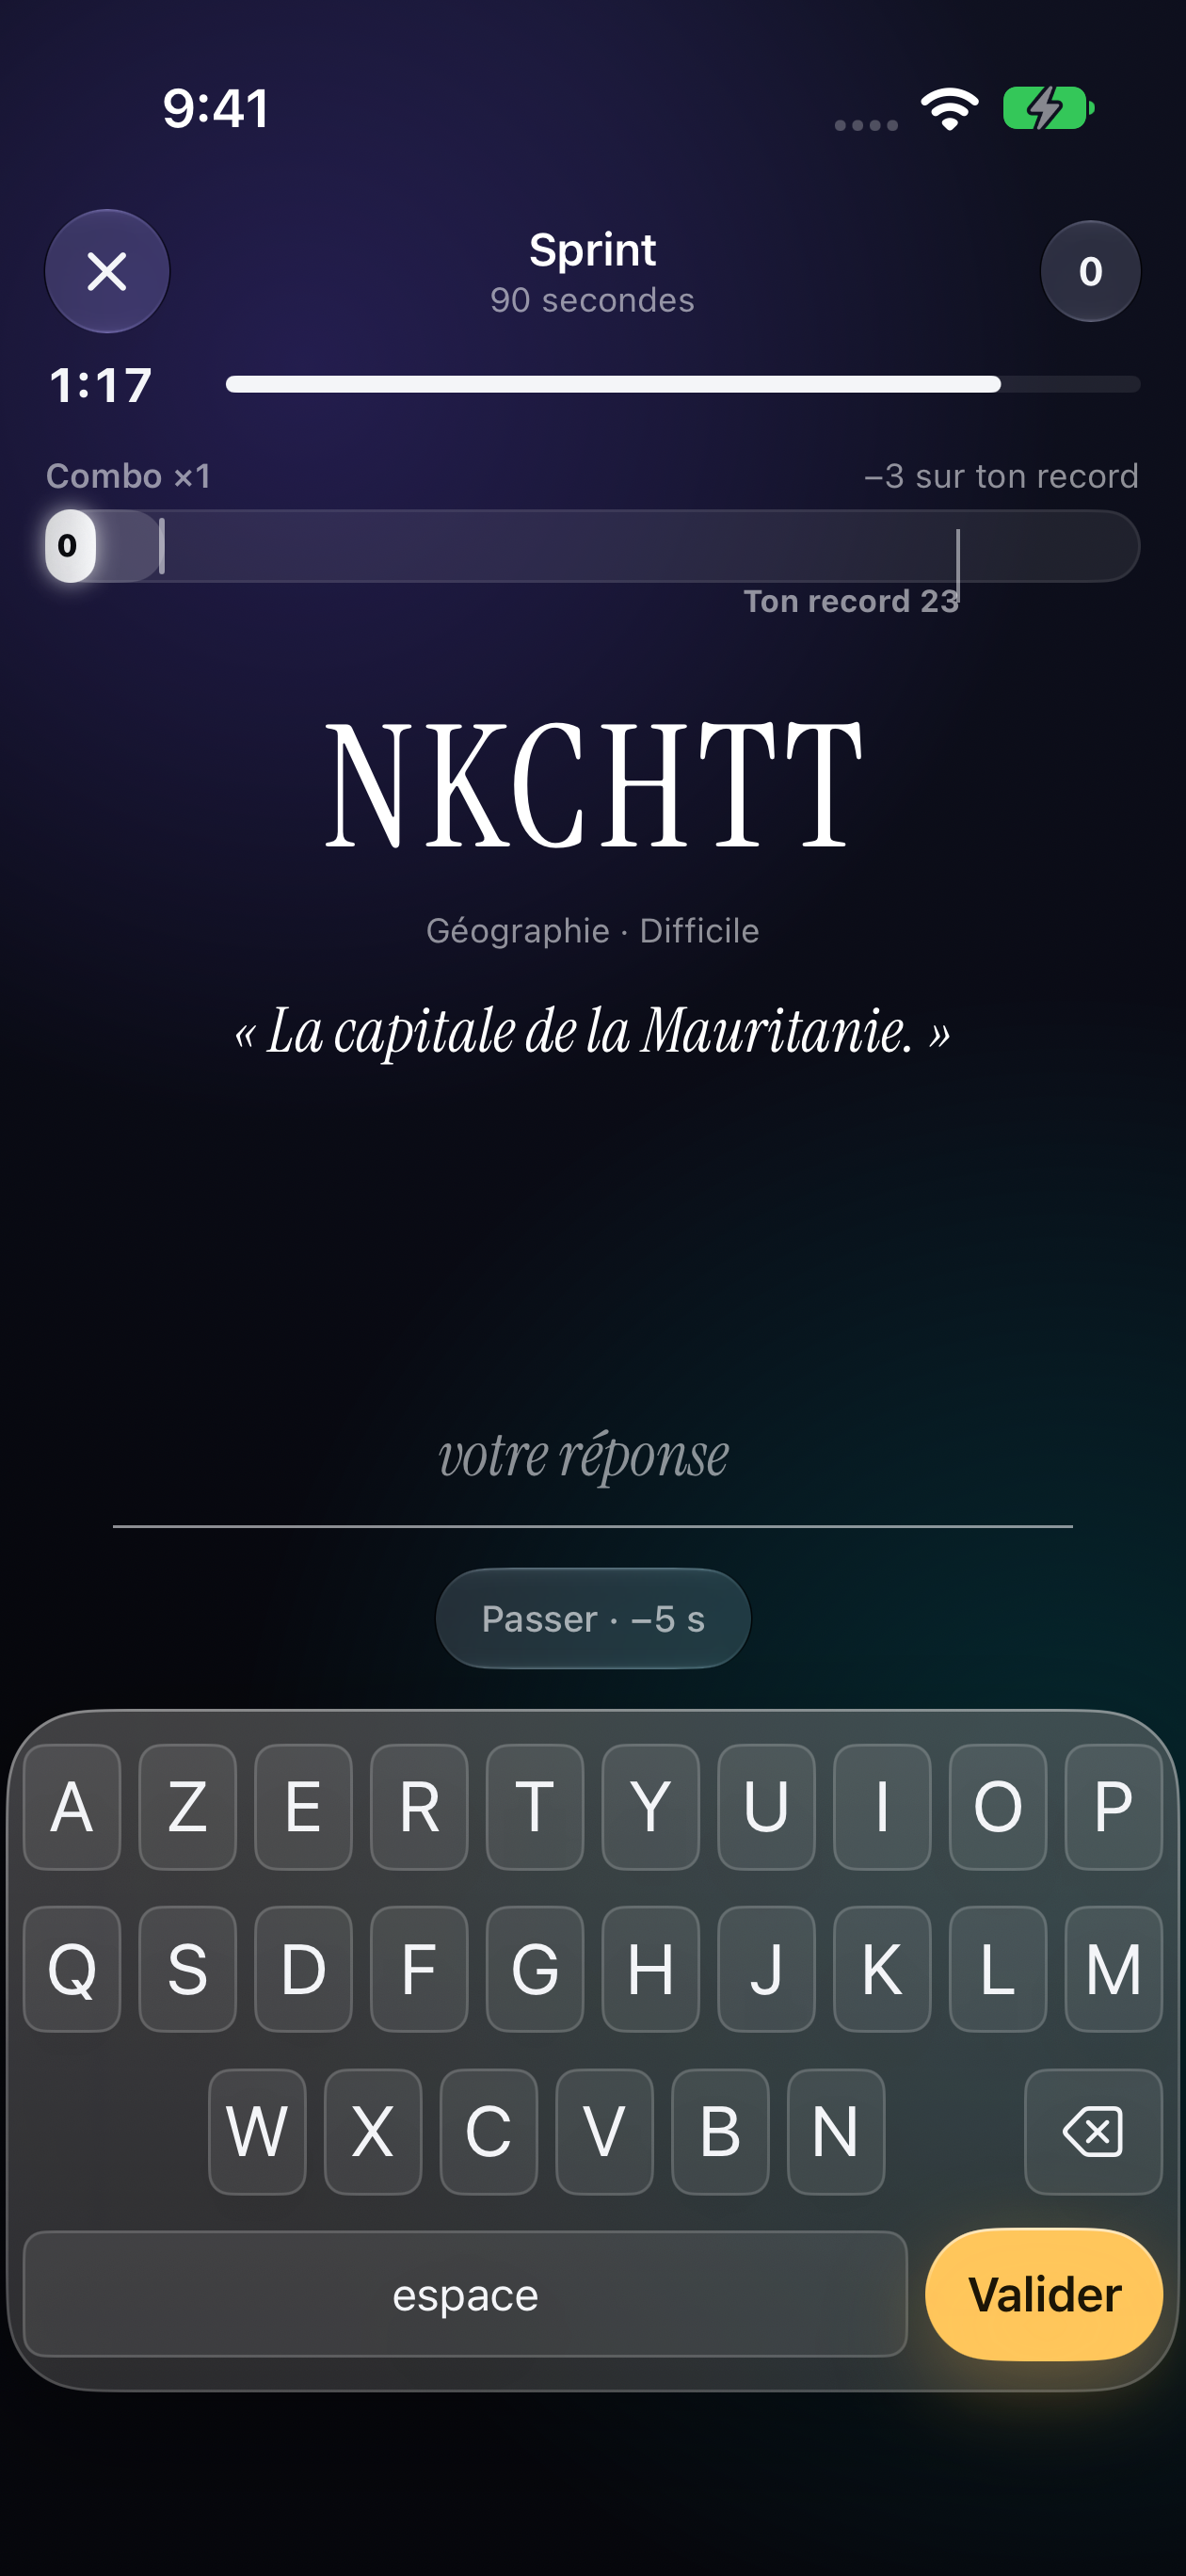 9:41
Sprint
90 secondes
0
1:17
Combo ×1
−3 sur ton record
0
Ton record 23
NKCHTT
Géographie · Difficile
« La capitale de la Mauritanie. »
votre réponse
Passer · −5 s
A Z E R T Y U I O P
Q S D F G H J K L M
W X C V B N
espace
Valider